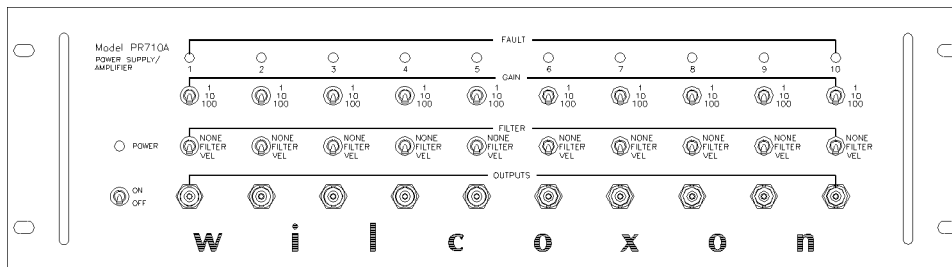 FAULT
Model PR710A
POWER SUPPLY/
AMPLIFIER
1 2 3 4 5 6 7 8 9 10
GAIN
1 1 1 1 1 1 1 1 1 1
10 10 10 10 10 10 10 10 10 10
100 100 100 100 100 100 100 100 100 100
FILTER
POWER
NONE NONE NONE NONE NONE NONE NONE NONE NONE NONE
FILTER FILTER FILTER FILTER FILTER FILTER FILTER FILTER FILTER FILTER
VEL VEL VEL VEL VEL VEL VEL VEL VEL VEL
OUTPUTS
ON
OFF
wilcoxon